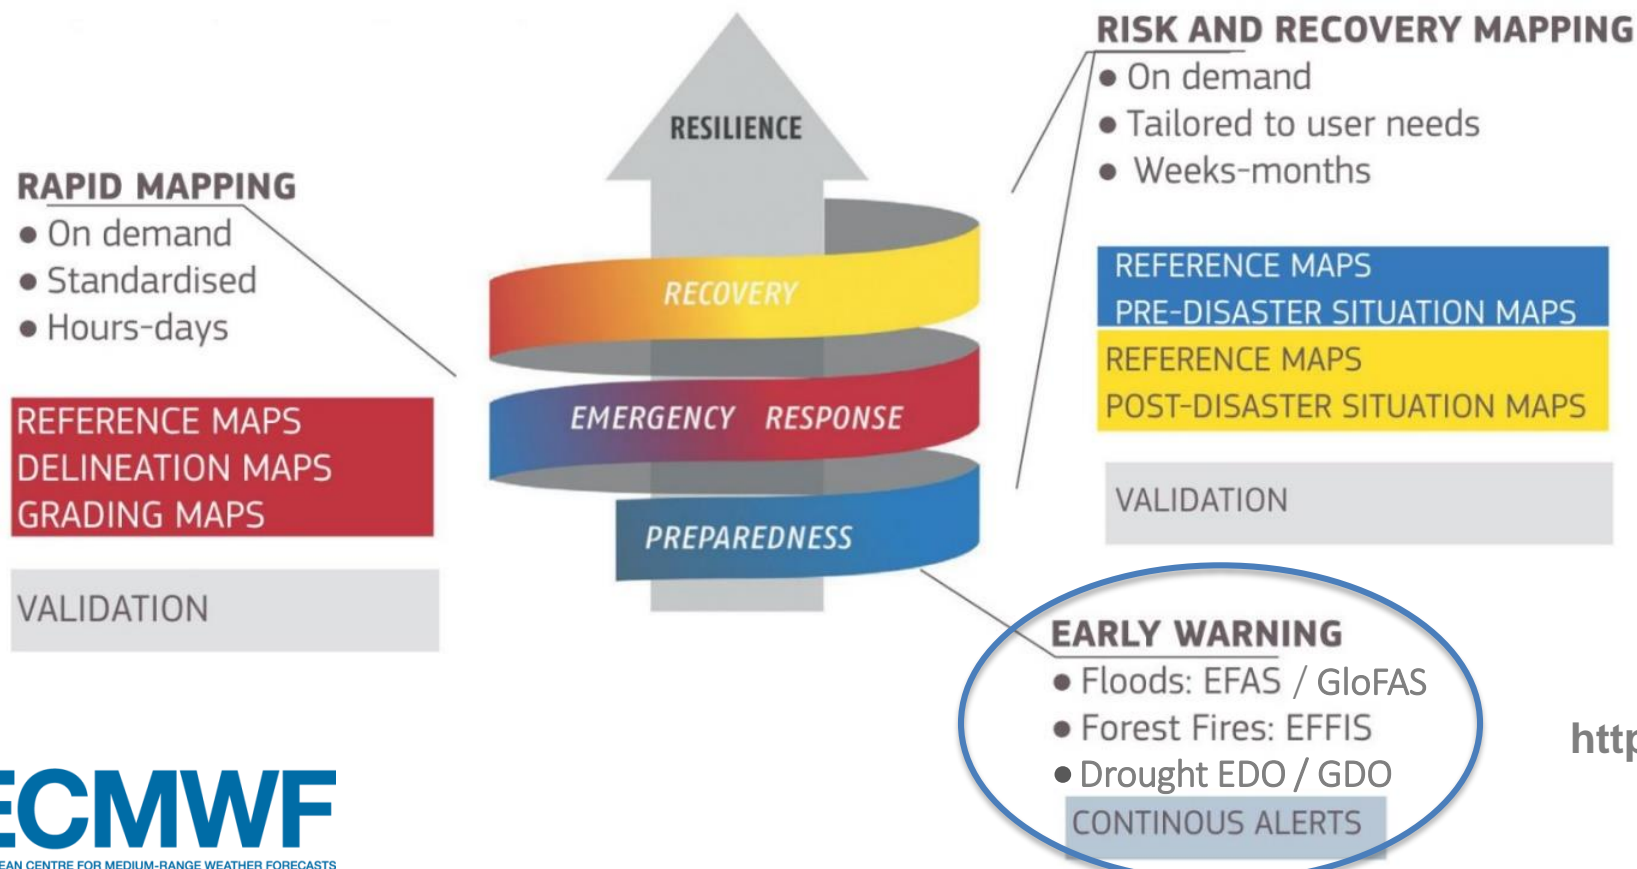 RISK AND RECOVERY MAPPING
● On demand
● Tailored to user needs
● Weeks-months
REFERENCE MAPS
PRE-DISASTER SITUATION MAPS
REFERENCE MAPS
POST-DISASTER SITUATION MAPS
VALIDATION
RESILIENCE
RECOVERY
EMERGENCY RESPONSE
PREPAREDNESS
RAPID MAPPING
● On demand
● Standardised
● Hours-days
REFERENCE MAPS
DELINEATION MAPS
GRADING MAPS
VALIDATION
EARLY WARNING
● Floods: EFAS / GloFAS
● Forest Fires: EFFIS
● Drought EDO / GDO
CONTINOUS ALERTS
http
ECMWF
EAN CENTRE FOR MEDIUM-RANGE WEATHER FORECASTS